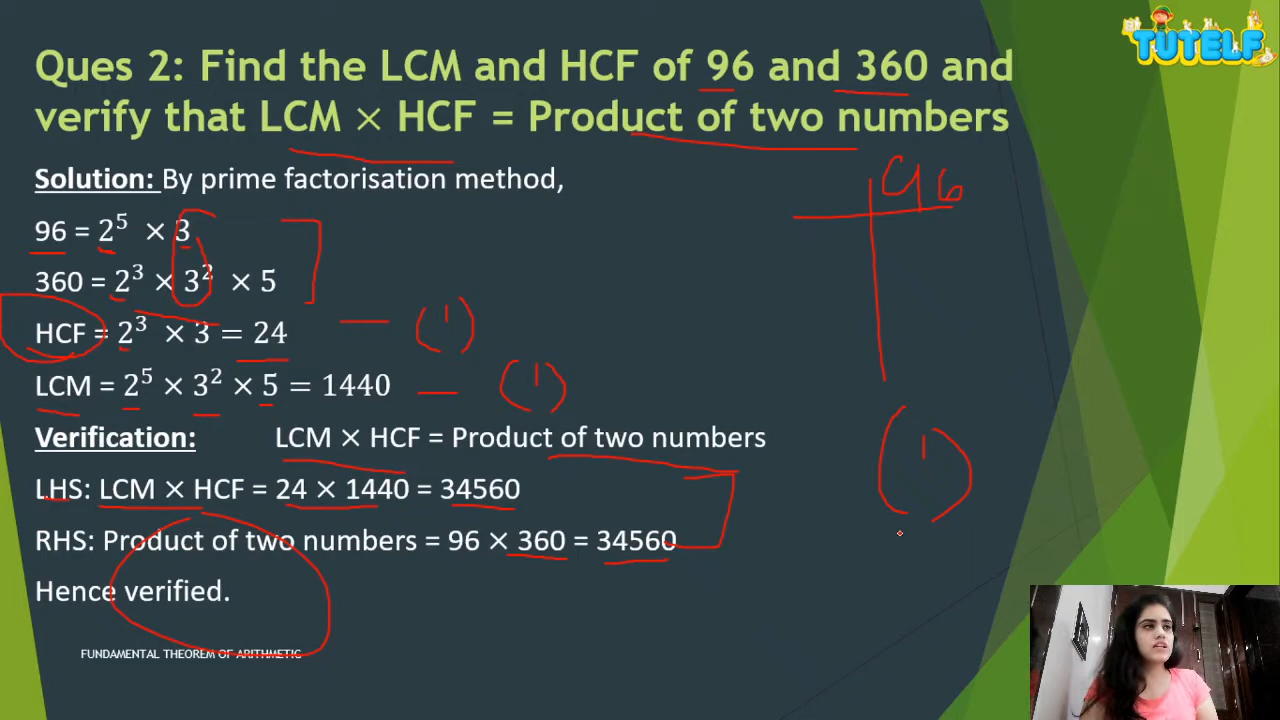 TUTELF
Ques 2: Find the LCM and HCF of 96 and 360 and
verify that LCM × HCF = Product of two numbers
Solution: By prime factorisation method,
96
96 = 2⁵ × 3
360 = 2³ × 3² × 5
HCF = 2³ × 3 = 24 — (1)
LCM = 2⁵ × 3² × 5 = 1440 — (1)
Verification: LCM × HCF = Product of two numbers
(1)
LHS: LCM × HCF = 24 × 1440 = 34560
RHS: Product of two numbers = 96 × 360 = 34560
Hence verified.
FUNDAMENTAL THEOREM OF ARITHMETIC